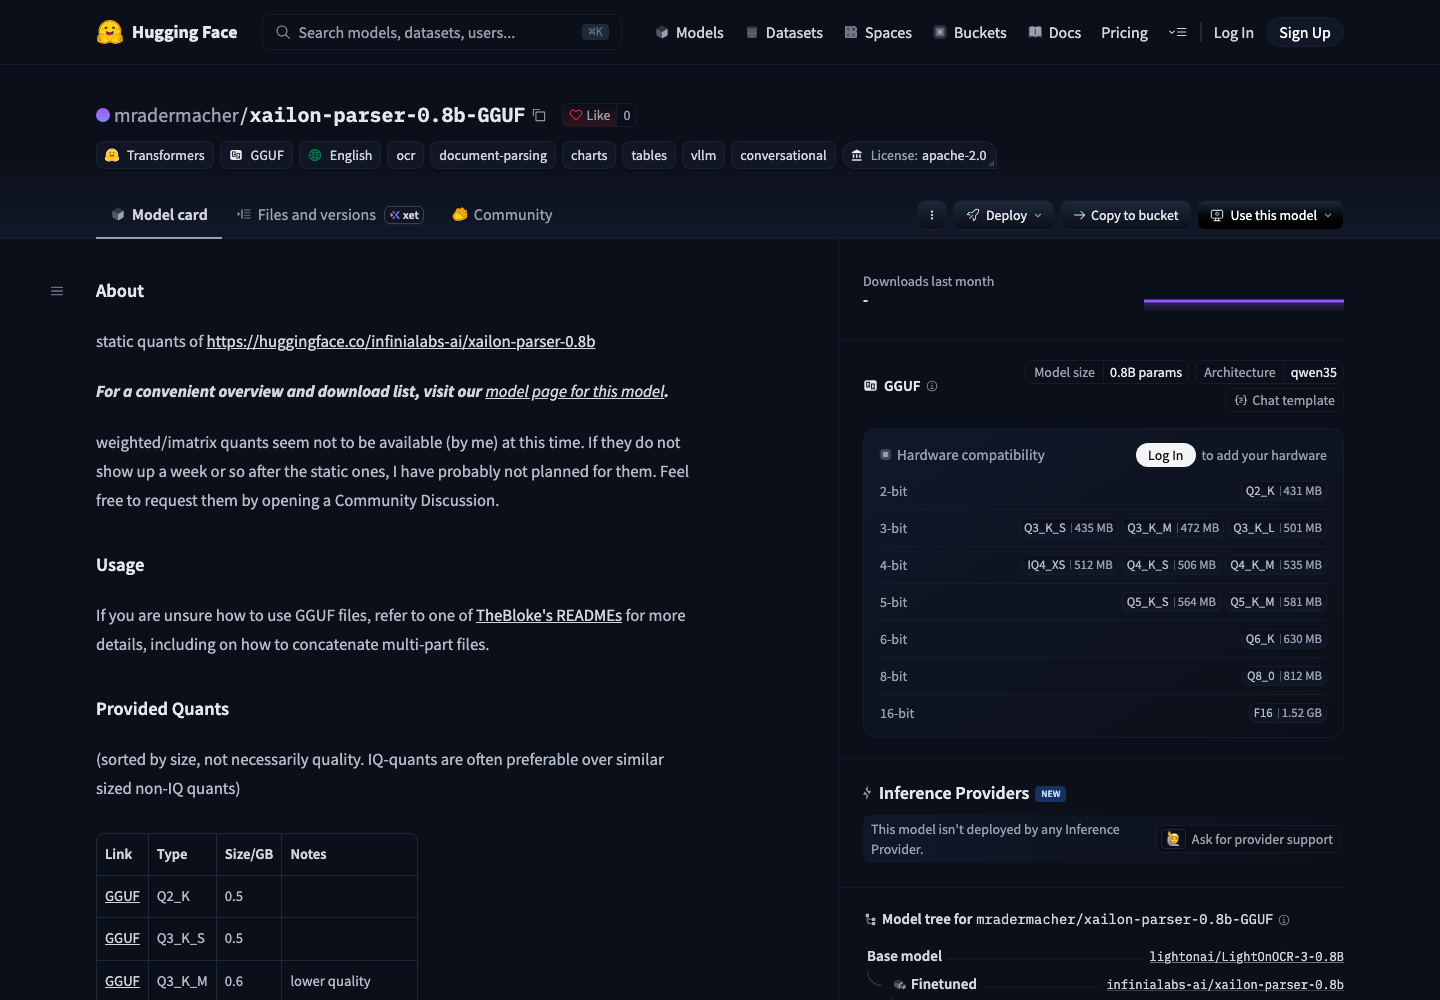 Hugging Face
Search models, datasets, users...
⌘K
Models
Datasets
Spaces
Buckets
Docs
Pricing
Log In
Sign Up
mradermacher/xailon-parser-0.8b-GGUF
Like
0
Transformers
GGUF
English
ocr
document-parsing
charts
tables
vllm
conversational
License: apache-2.0
Model card
Files and versions
xet
Community
Deploy
Copy to bucket
Use this model
About
static quants of https://huggingface.co/infinialabs-ai/xailon-parser-0.8b
For a convenient overview and download list, visit our model page for this model.
weighted/imatrix quants seem not to be available (by me) at this time. If they do not
show up a week or so after the static ones, I have probably not planned for them. Feel
free to request them by opening a Community Discussion.
Usage
If you are unsure how to use GGUF files, refer to one of TheBloke's READMEs for more
details, including on how to concatenate multi-part files.
Provided Quants
(sorted by size, not necessarily quality. IQ-quants are often preferable over similar
sized non-IQ quants)
Link Type Size/GB Notes
GGUF Q2_K 0.5
GGUF Q3_K_S 0.5
GGUF Q3_K_M 0.6 lower quality
Downloads last month
-
GGUF
Model size 0.8B params
Architecture qwen35
Chat template
Hardware compatibility
Log In to add your hardware
2-bit Q2_K 431 MB
3-bit Q3_K_S 435 MB Q3_K_M 472 MB Q3_K_L 501 MB
4-bit IQ4_XS 512 MB Q4_K_S 506 MB Q4_K_M 535 MB
5-bit Q5_K_S 564 MB Q5_K_M 581 MB
6-bit Q6_K 630 MB
8-bit Q8_0 812 MB
16-bit F16 1.52 GB
Inference Providers NEW
This model isn't deployed by any Inference
Provider.
Ask for provider support
Model tree for mradermacher/xailon-parser-0.8b-GGUF
Base model lightonai/LightOnOCR-3-0.8B
Finetuned infinialabs-ai/xailon-parser-0.8b